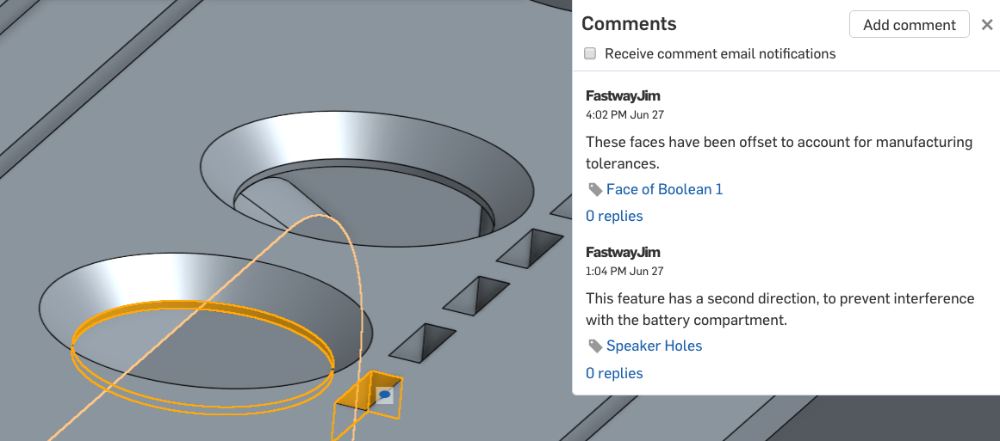 Comments
Add comment
Receive comment email notifications
FastwayJim
4:02 PM Jun 27
These faces have been offset to account for manufacturing
tolerances.
Face of Boolean 1
0 replies
FastwayJim
1:04 PM Jun 27
This feature has a second direction, to prevent interference
with the battery compartment.
Speaker Holes
0 replies